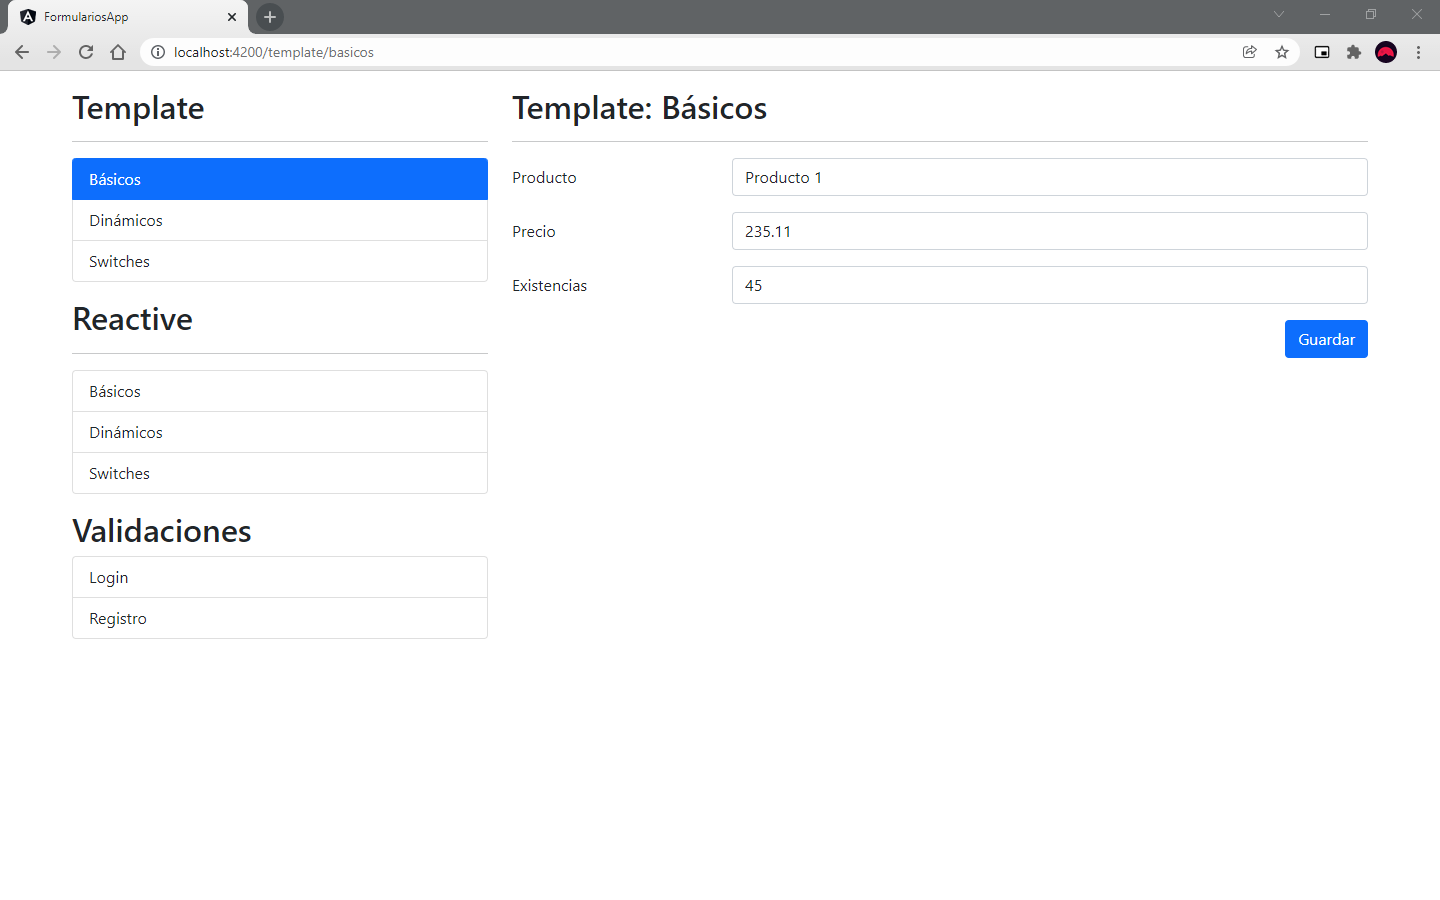 FormulariosApp
localhost:4200/template/basicos
Template
Básicos
Dinámicos
Switches
Reactive
Básicos
Dinámicos
Switches
Validaciones
Login
Registro
Template: Básicos
Producto Producto 1
Precio 235.11
Existencias 45
Guardar